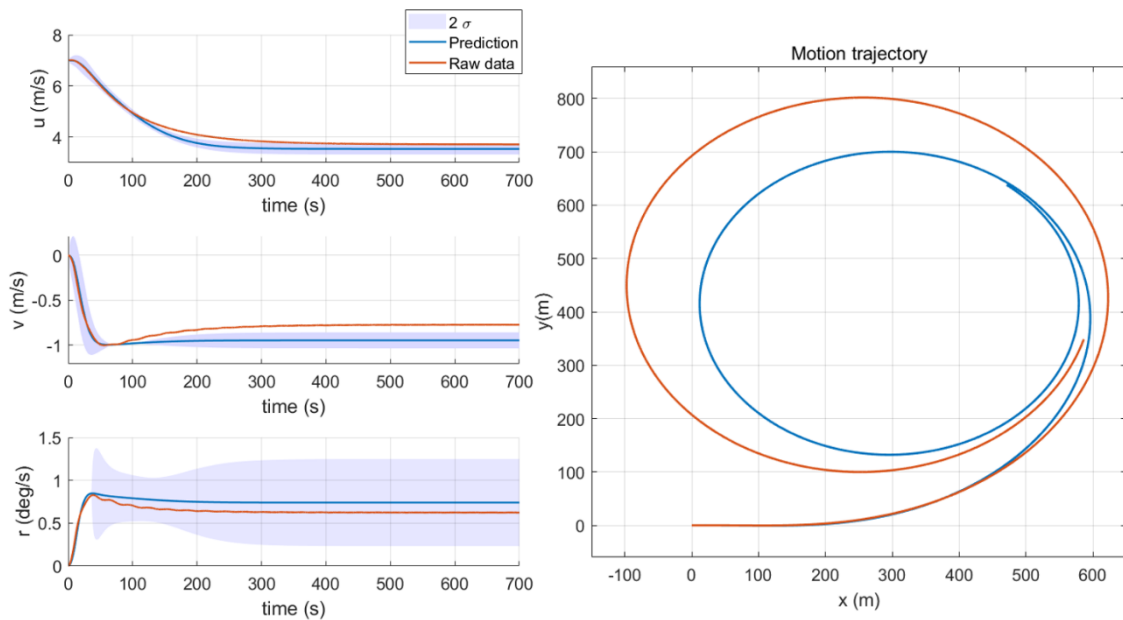 2 σ
Prediction
Raw data
8
6
4
u (m/s)
0 100 200 300 400 500 600 700
time (s)
0
-0.5
-1
v (m/s)
0 100 200 300 400 500 600 700
time (s)
1.5
1
0.5
0
r (deg/s)
0 100 200 300 400 500 600 700
time (s)
Motion trajectory
800
700
600
500
400
300
200
100
0
y(m)
-100 0 100 200 300 400 500 600
x (m)